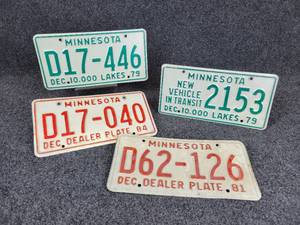 MINNESOTA
D17-446
DEC. 10,000 LAKES. 79
MINNESOTA
NEW
VEHICLE
IN TRANSIT
2153
DEC. 10,000 LAKES. 79
MINNESOTA
D17-040
DEC. DEALER PLATE. 84
MINNESOTA
D62-126
DEC. DEALER PLATE. 81